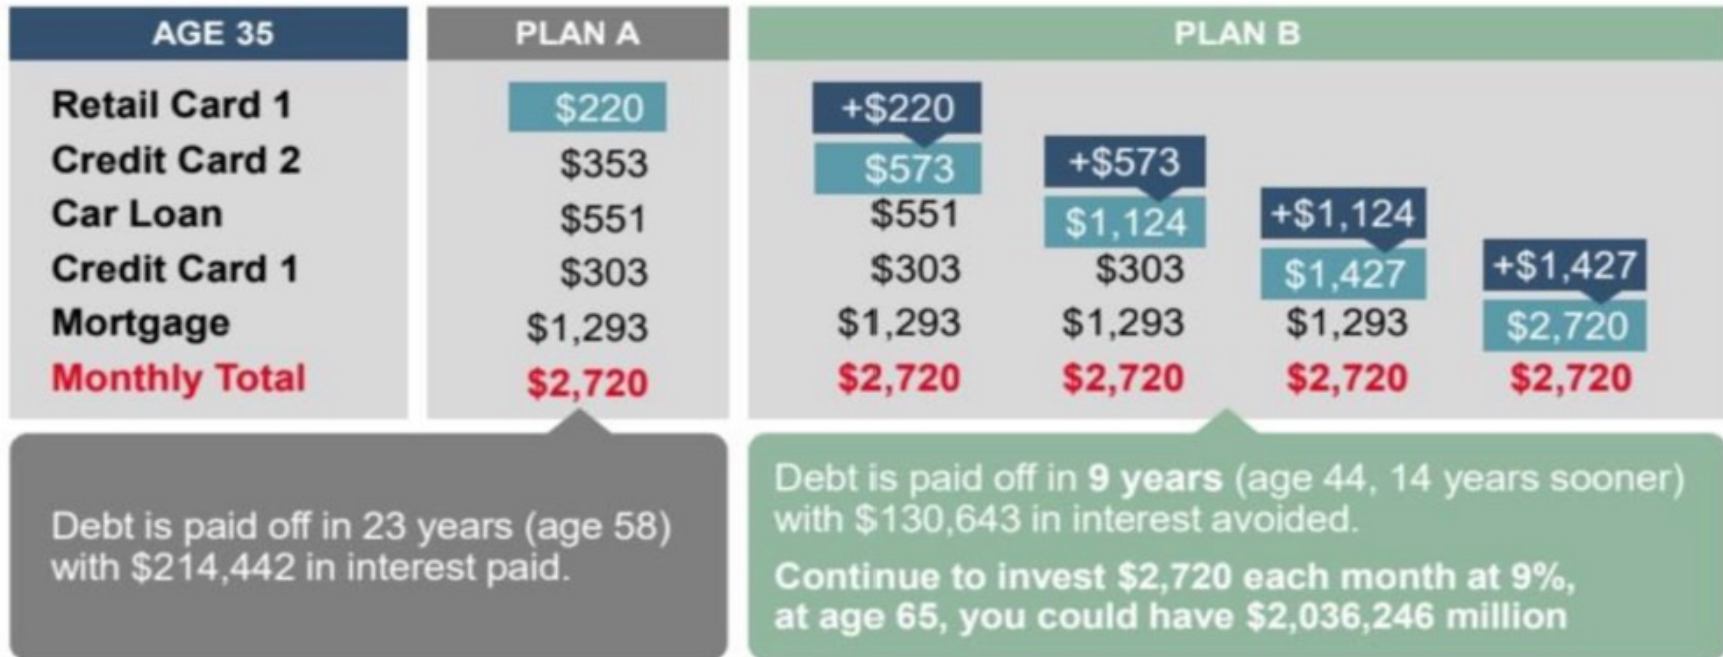 AGE 35 PLAN A PLAN B
Retail Card 1 $220 +$220
Credit Card 2 $353 $573 +$573
Car Loan $551 $551 $1,124 +$1,124
Credit Card 1 $303 $303 $303 $1,427 +$1,427
Mortgage $1,293 $1,293 $1,293 $1,293 $2,720
Monthly Total $2,720 $2,720 $2,720 $2,720 $2,720
Debt is paid off in 23 years (age 58)
with $214,442 in interest paid.
Debt is paid off in 9 years (age 44, 14 years sooner)
with $130,643 in interest avoided.
Continue to invest $2,720 each month at 9%,
at age 65, you could have $2,036,246 million